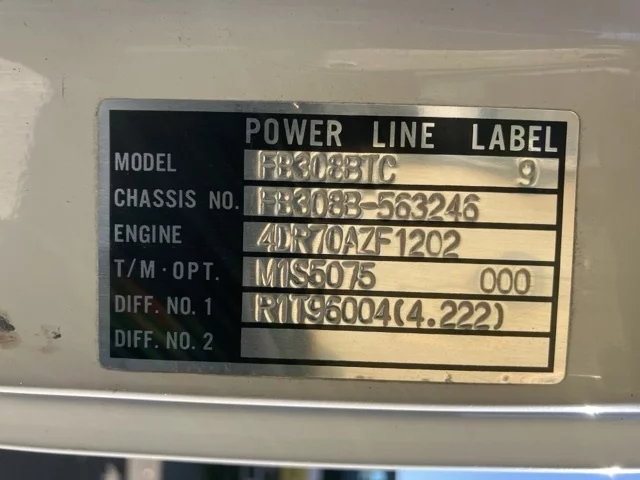 POWER LINE LABEL
MODEL FB308BTC 9
CHASSIS NO. FB308B-563246
ENGINE 4DR70AZF1202
T/M·OPT. M1S5075 000
DIFF. NO. 1 R1T96004(4.222)
DIFF. NO. 2